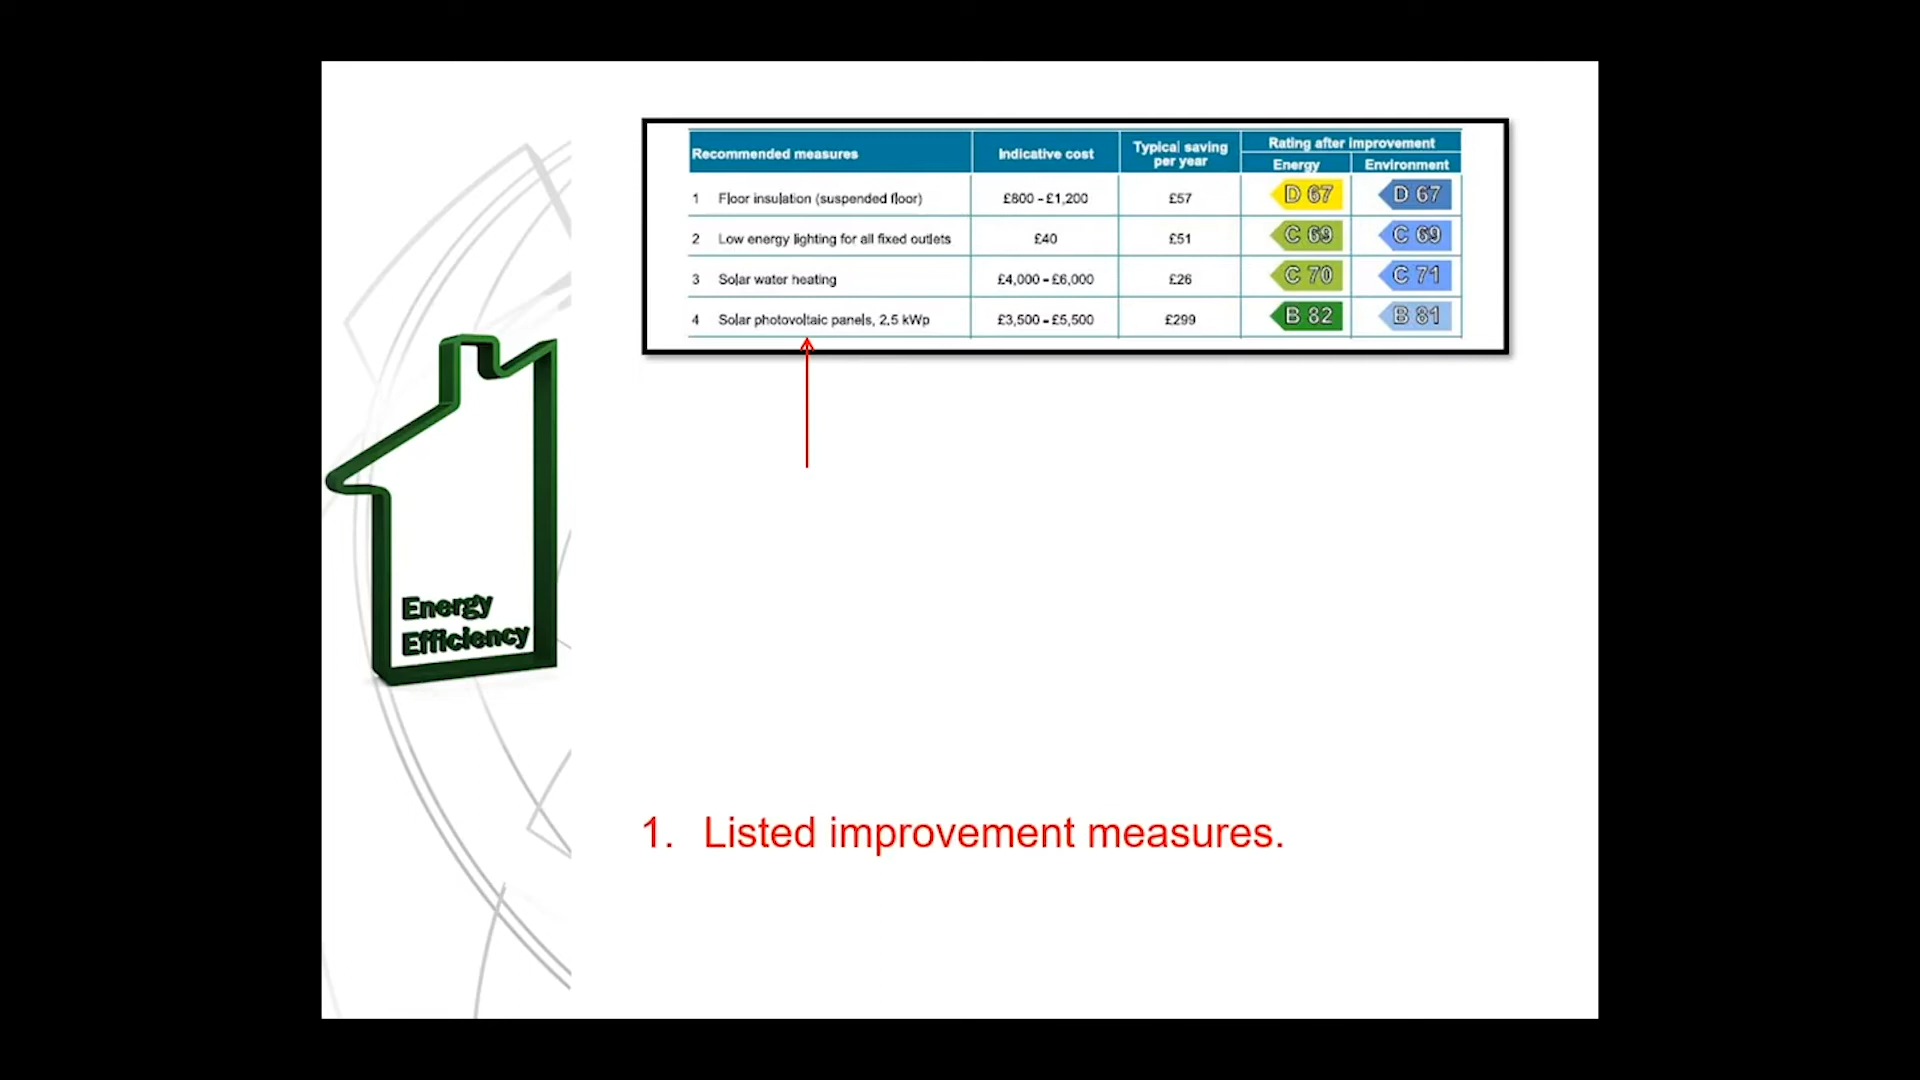 Recommended measures Indicative cost Typical saving per year Rating after improvement
Energy Environment
1 Floor insulation (suspended floor) £800 - £1,200 £57 D 67 D 67
2 Low energy lighting for all fixed outlets £40 £51 C 69 C 69
3 Solar water heating £4,000 - £6,000 £26 C 70 C 71
4 Solar photovoltaic panels, 2.5 kWp £3,500 - £5,500 £299 B 82 B 81
Energy
Efficiency
1. Listed improvement measures.